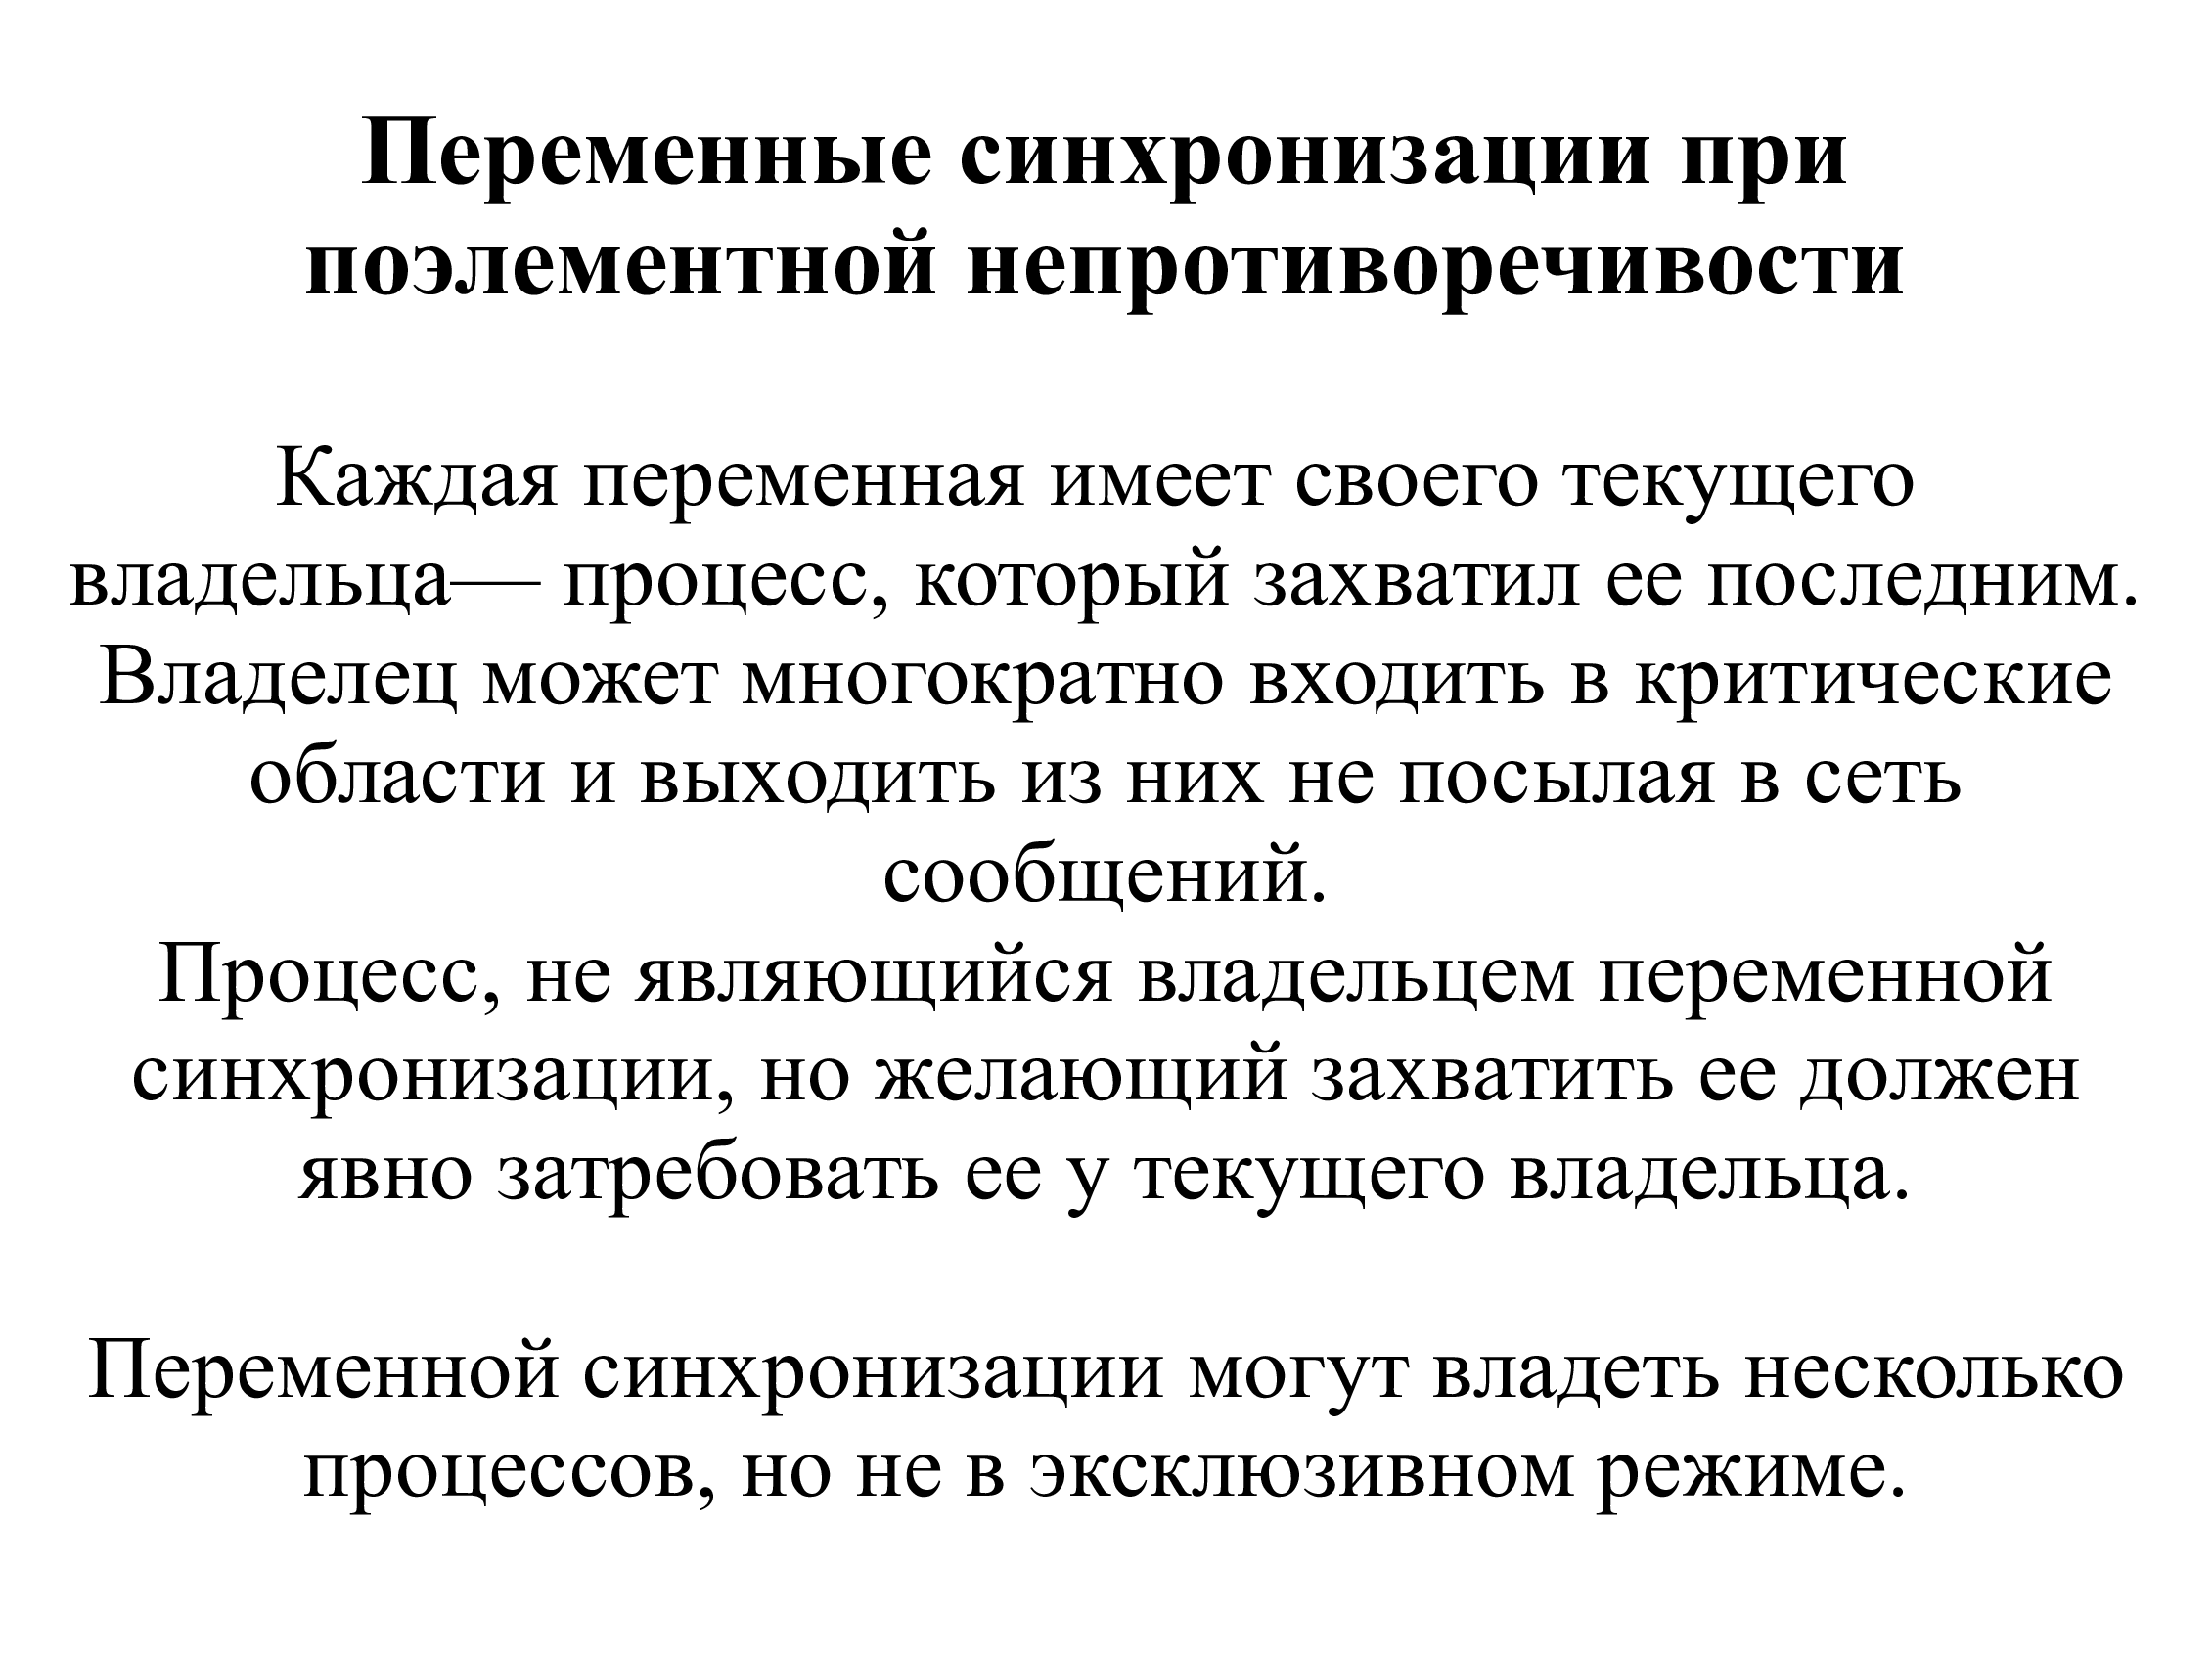 Переменные синхронизации при
поэлементной непротиворечивости
Каждая переменная имеет своего текущего
владельца— процесс, который захватил ее последним.
Владелец может многократно входить в критические
области и выходить из них не посылая в сеть
сообщений.
Процесс, не являющийся владельцем переменной
синхронизации, но желающий захватить ее должен
явно затребовать ее у текущего владельца.
Переменной синхронизации могут владеть несколько
процессов, но не в эксклюзивном режиме.